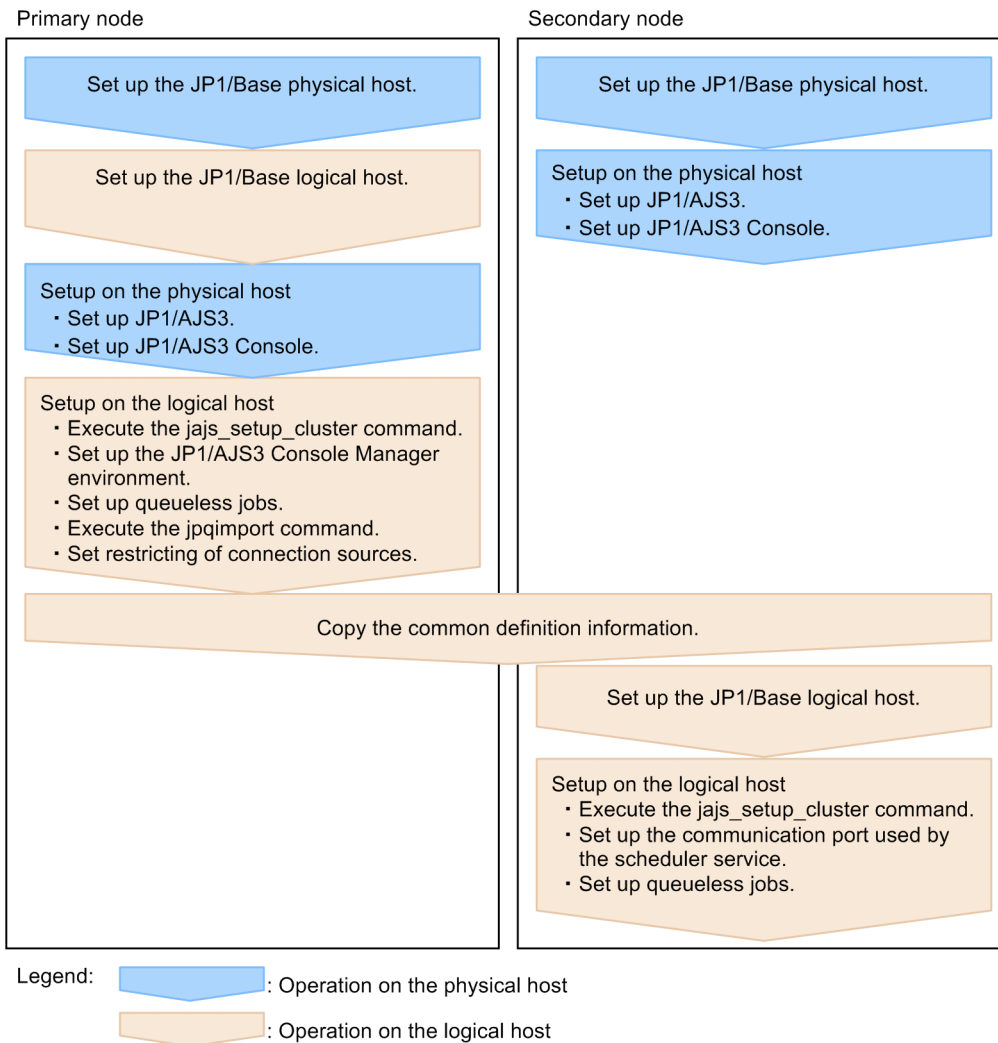 Primary node
Set up the JP1/Base physical host.
Set up the JP1/Base logical host.
Setup on the physical host
・Set up JP1/AJS3.
・Set up JP1/AJS3 Console.
Setup on the logical host
・Execute the jajs_setup_cluster command.
・Set up the JP1/AJS3 Console Manager
environment.
・Set up queueless jobs.
・Execute the jpqimport command.
・Set restricting of connection sources.
Secondary node
Set up the JP1/Base physical host.
Setup on the physical host
・Set up JP1/AJS3.
・Set up JP1/AJS3 Console.
Copy the common definition information.
Set up the JP1/Base logical host.
Setup on the logical host
・Execute the jajs_setup_cluster command.
・Set up the communication port used by
the scheduler service.
・Set up queueless jobs.
Legend:
: Operation on the physical host
: Operation on the logical host